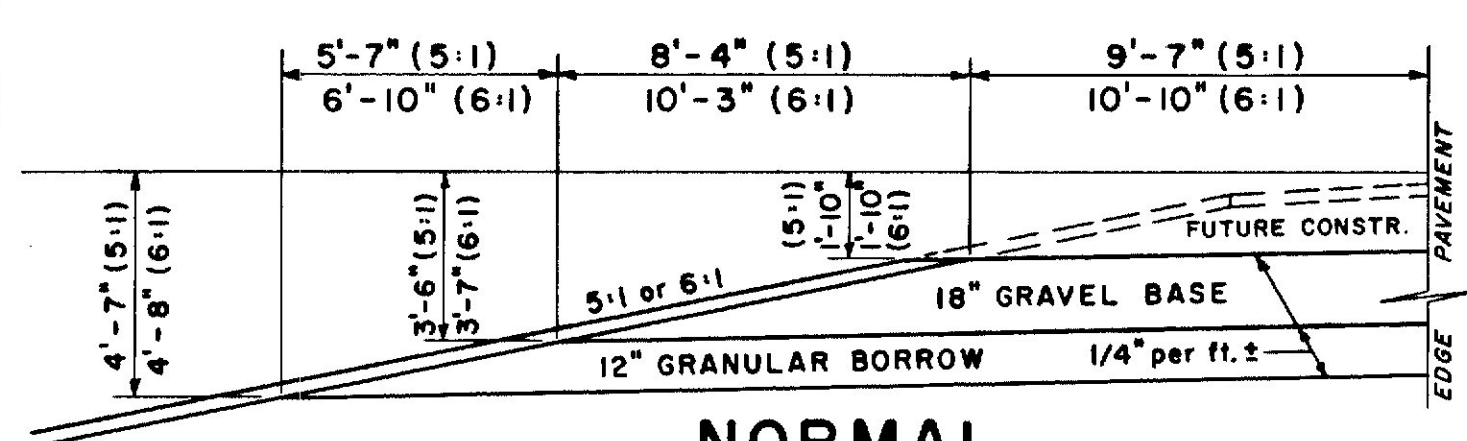 5'-7" (5:1)
6'-10" (6:1)
8'-4" (5:1)
10'-3" (6:1)
9'-7" (5:1)
10'-10" (6:1)
4'-7" (5:1)
4'-8" (6:1)
3'-6" (5:1)
3'-7" (6:1)
(5:1)
1'-10"
1'-10"
(6:1)
5:1 or 6:1
FUTURE CONSTR.
18" GRAVEL BASE
12" GRANULAR BORROW
1/4" per ft. ±
EDGE PAVEMENT
NORMAL